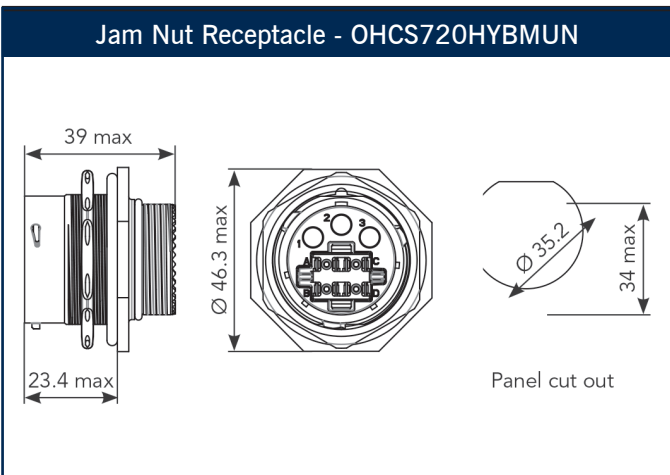 Jam Nut Receptacle - OHCS720HYBMUN
39 max
23.4 max
Ø 46.3 max
2
1
3
A
C
B
D
Ø 35.2
34 max
Panel cut out